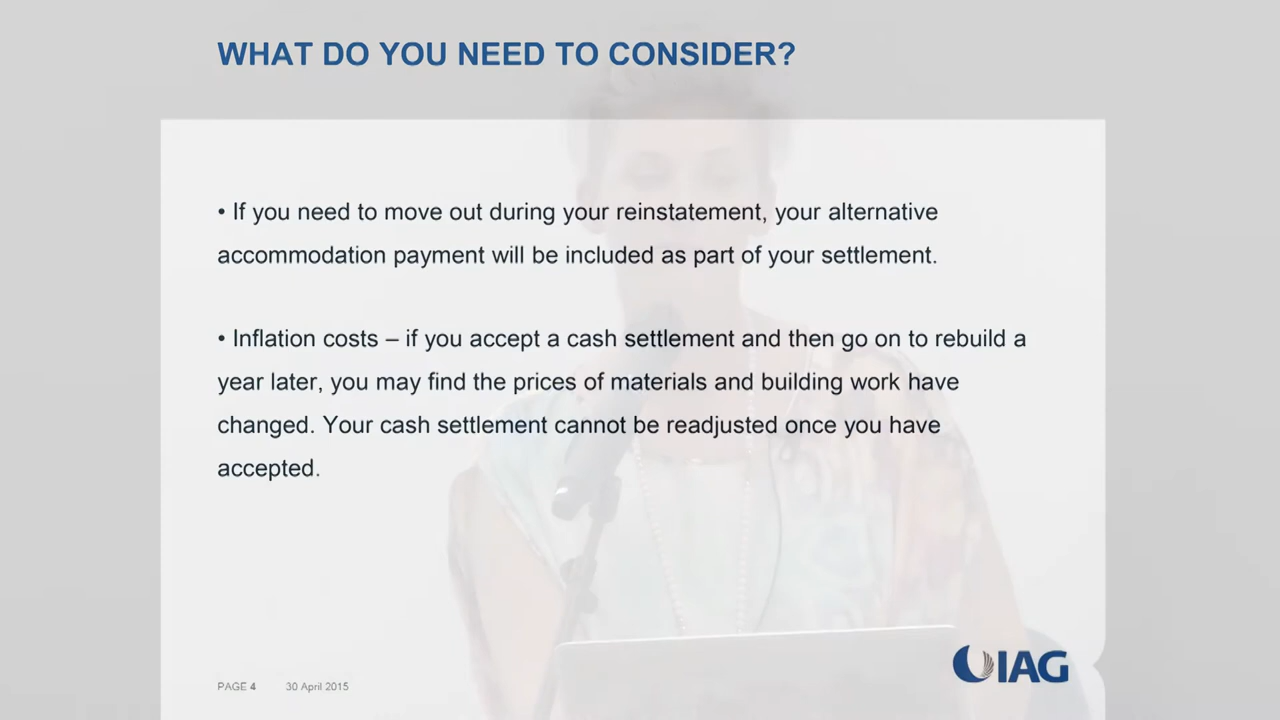 WHAT DO YOU NEED TO CONSIDER?
• If you need to move out during your reinstatement, your alternative
accommodation payment will be included as part of your settlement.
• Inflation costs – if you accept a cash settlement and then go on to rebuild a
year later, you may find the prices of materials and building work have
changed. Your cash settlement cannot be readjusted once you have
accepted.
IAG
PAGE 4 30 April 2015